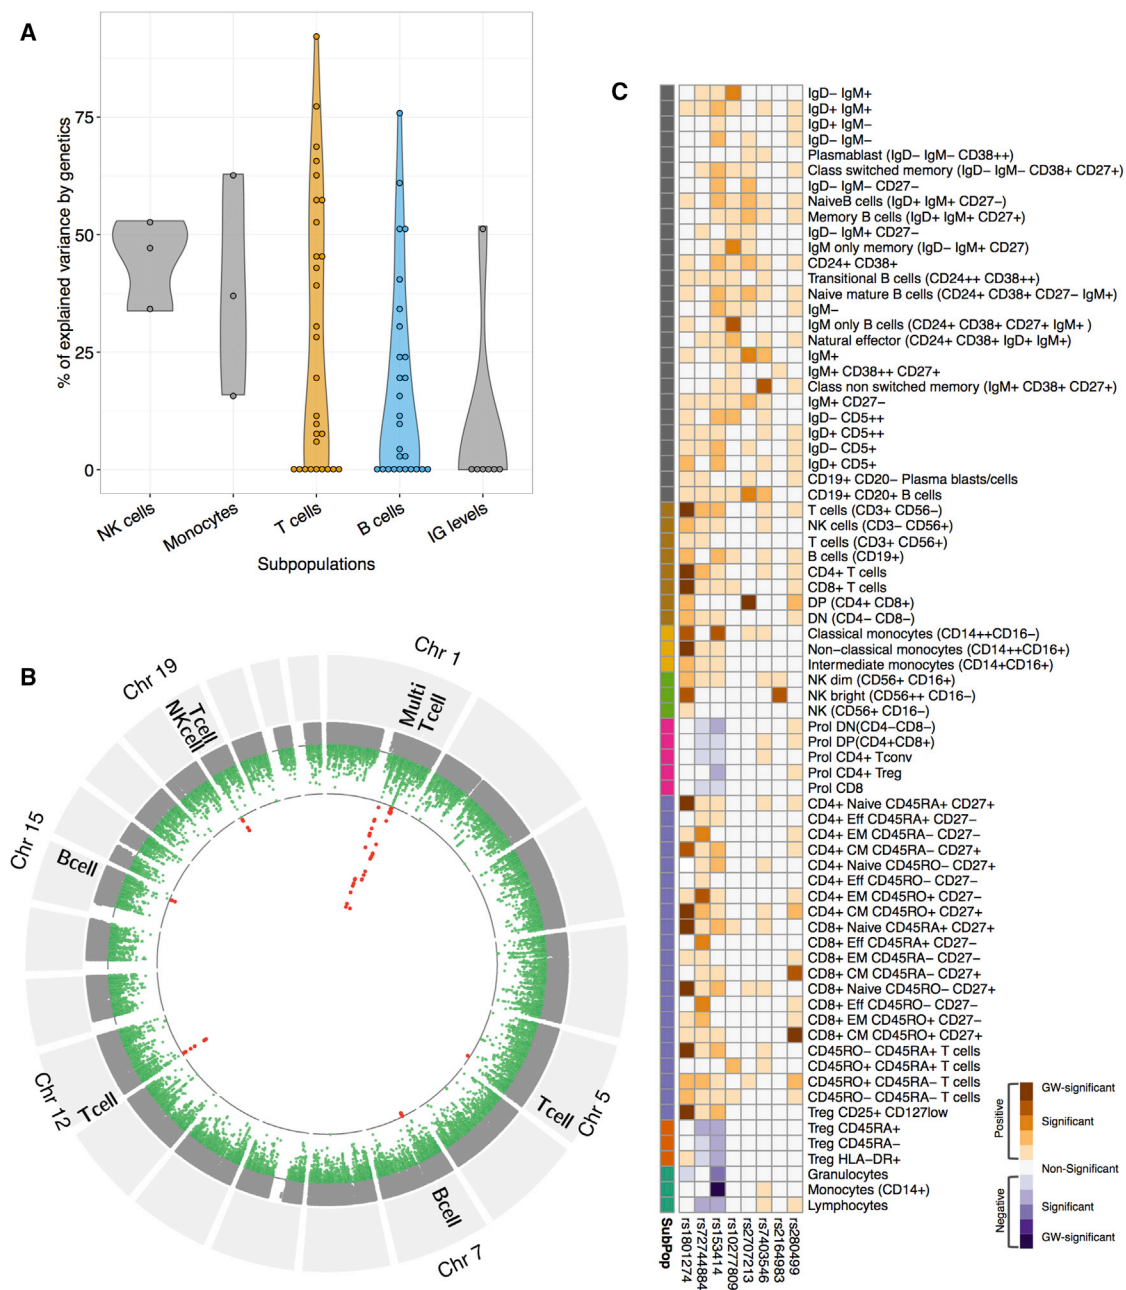 A
% of explained variance by genetics
75
50
25
0
NK cells
Monocytes
T cells
B cells
IG levels
Subpopulations
B
Chr 1
Multi
Tcell
Chr 19
Tcell
NKcell
Chr 15
Bcell
Chr 12
Tcell
Chr 7
Bcell
Chr 5
Tcell
C
IgD− IgM+
IgD+ IgM+
IgD+ IgM−
IgD− IgM−
Plasmablast (IgD− IgM− CD38++)
Class switched memory (IgD− IgM− CD38+ CD27+)
IgD− IgM− CD27−
NaiveB cells (IgD+ IgM+ CD27−)
Memory B cells (IgD+ IgM+ CD27+)
IgD− IgM+ CD27−
IgM only memory (IgD− IgM+ CD27)
CD24+ CD38+
Transitional B cells (CD24++ CD38++)
Naive mature B cells (CD24+ CD38+ CD27− IgM+)
IgM−
IgM only B cells (CD24+ CD38+ CD27+ IgM+ )
Natural effector (CD24+ CD38+ IgD+ IgM+)
IgM+
IgM+ CD38++ CD27+
Class non switched memory (IgM+ CD38+ CD27+)
IgM+ CD27−
IgD− CD5++
IgD+ CD5++
IgD− CD5+
IgD+ CD5+
CD19+ CD20− Plasma blasts/cells
CD19+ CD20+ B cells
T cells (CD3+ CD56−)
NK cells (CD3− CD56+)
T cells (CD3+ CD56+)
B cells (CD19+)
CD4+ T cells
CD8+ T cells
DP (CD4+ CD8+)
DN (CD4− CD8−)
Classical monocytes (CD14++CD16−)
Non−classical monocytes (CD14++CD16+)
Intermediate monocytes (CD14+CD16+)
NK dim (CD56+ CD16+)
NK bright (CD56++ CD16−)
NK (CD56+ CD16−)
Prol DN(CD4−CD8−)
Prol DP(CD4+CD8+)
Prol CD4+ Tconv
Prol CD4+ Treg
Prol CD8
CD4+ Naive CD45RA+ CD27+
CD4+ Eff CD45RA+ CD27−
CD4+ EM CD45RA− CD27−
CD4+ CM CD45RA− CD27+
CD4+ Naive CD45RO− CD27+
CD4+ Eff CD45RO− CD27−
CD4+ EM CD45RO+ CD27−
CD4+ CM CD45RO+ CD27+
CD8+ Naive CD45RA+ CD27+
CD8+ Eff CD45RA+ CD27−
CD8+ EM CD45RA− CD27−
CD8+ CM CD45RA− CD27+
CD8+ Naive CD45RO− CD27+
CD8+ Eff CD45RO− CD27−
CD8+ EM CD45RO+ CD27−
CD8+ CM CD45RO+ CD27+
CD45RO− CD45RA+ T cells
CD45RO+ CD45RA+ T cells
CD45RO+ CD45RA− T cells
CD45RO− CD45RA− T cells
Treg CD25+ CD127low
Treg CD45RA+
Treg CD45RA−
Treg HLA−DR+
Granulocytes
Monocytes (CD14+)
Lymphocytes
SubPop
rs1801274
rs72744884
rs153414
rs10277809
rs2707213
rs7403546
rs2164983
rs280499
Positive
Negative
GW-significant
Significant
Non-Significant
Significant
GW-significant